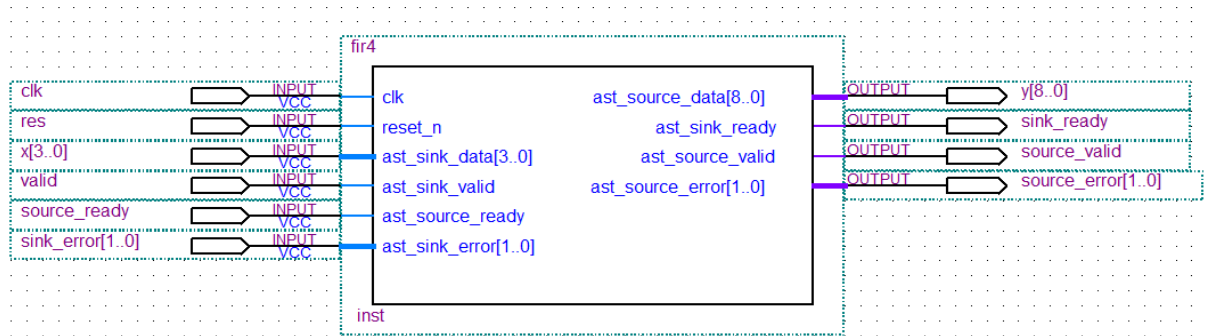 fir4
clk INPUT VCC clk ast_source_data[8..0] OUTPUT y[8..0]
res INPUT VCC reset_n ast_sink_ready OUTPUT sink_ready
x[3..0] INPUT VCC ast_sink_data[3..0] ast_source_valid OUTPUT source_valid
valid INPUT VCC ast_sink_valid ast_source_error[1..0] OUTPUT source_error[1..0]
source_ready INPUT VCC ast_source_ready
sink_error[1..0] INPUT VCC ast_sink_error[1..0]
inst